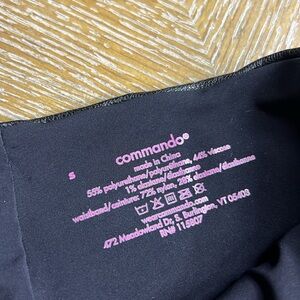 commando®
S
made in China
55% polyurethane/polyuréthane, 44% viscose
1% elastane/élasthanne
waistband/ceinture: 72% nylon, 28% elastane/élasthanne
wearcommando.com
472 Meadowland Dr, S. Burlington, VT 05403
RN# 115807